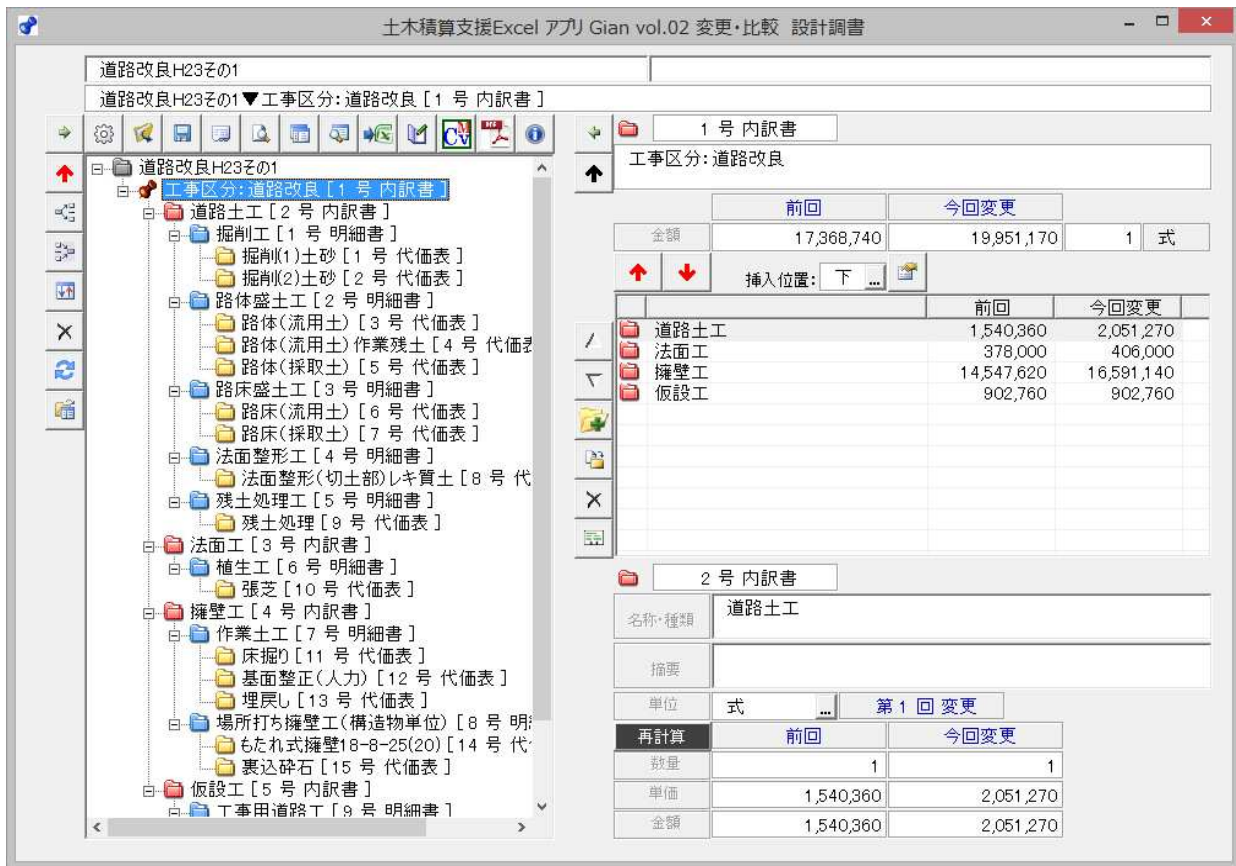 土木積算支援Excel アプリ Gian vol.02 変更・比較 設計調書
道路改良H23その1
道路改良H23その1▼工事区分:道路改良 [ 1 号 内訳書 ]
道路改良H23その1
工事区分:道路改良 [ 1 号 内訳書 ]
道路土工 [ 2 号 内訳書 ]
掘削工 [ 1 号 明細書 ]
掘削(1)土砂 [ 1 号 代価表 ]
掘削(2)土砂 [ 2 号 代価表 ]
路体盛土工 [ 2 号 明細書 ]
路体(流用土) [ 3 号 代価表 ]
路体(流用土)作業残土 [ 4 号 代価
路体(採取土) [ 5 号 代価表 ]
路床盛土工 [ 3 号 明細書 ]
路床(流用土) [ 6 号 代価表 ]
路床(採取土) [ 7 号 代価表 ]
法面整形工 [ 4 号 明細書 ]
法面整形(切土部)レキ質土 [ 8 号 代
残土処理工 [ 5 号 明細書 ]
残土処理 [ 9 号 代価表 ]
法面工 [ 3 号 内訳書 ]
植生工 [ 6 号 明細書 ]
張芝 [ 10 号 代価表 ]
擁壁工 [ 4 号 内訳書 ]
作業土工 [ 7 号 明細書 ]
床掘り [ 11 号 代価表 ]
基面整正(人力) [ 12 号 代価表 ]
埋戻し [ 13 号 代価表 ]
場所打ち擁壁工(構造物単位) [ 8 号 明
もたれ式擁壁18-8-25(20) [ 14 号 代
裏込砕石 [ 15 号 代価表 ]
仮設工 [ 5 号 内訳書 ]
工事用道路工 [ 9 号 明細書 ]
1 号 内訳書
工事区分:道路改良
前回 今回変更
金額 17,368,740 19,951,170 1 式
挿入位置: 下 ...
前回 今回変更
道路土工 1,540,360 2,051,270
法面工 378,000 406,000
擁壁工 14,547,620 16,591,140
仮設工 902,760 902,760
2 号 内訳書
名称・種類 道路土工
摘要
単位 式 ... 第 1 回 変更
再計算 前回 今回変更
数量 1 1
単価 1,540,360 2,051,270
金額 1,540,360 2,051,270